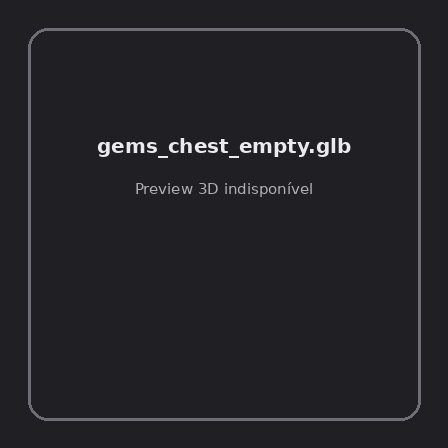 gems_chest_empty.glb
Preview 3D indisponível